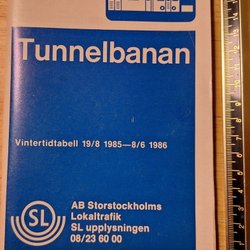 Tunnelbanan
Vintertidtabell 19/8 1985—8/6 1986
SL
AB Storstockholms
Lokaltrafik
SL upplysningen
08/23 60 00